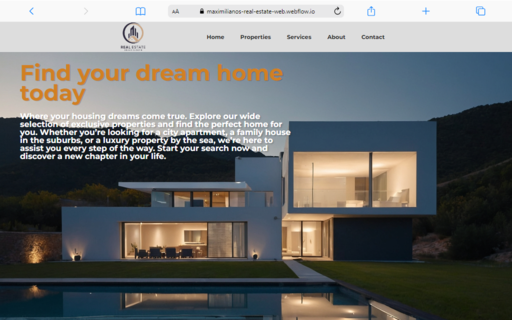 AA maximilianos-real-estate-web.webflow.io
REAL ESTATE
Home Properties Services About Contact
Find your dream home
today
Where your housing dreams come true. Explore our wide
selection of exclusive properties and find the perfect home for
you. Whether you're looking for a city apartment, a family house
in the suburbs, or a luxury property by the sea, we're here to
assist you every step of the way. Start your search now and
discover a new chapter in your life.